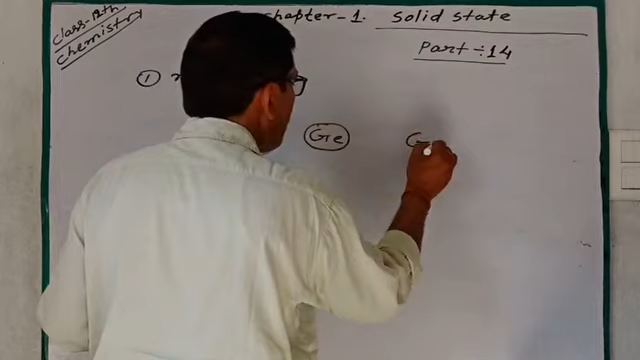 class-12th
chemistry
chapter-1. Solid state
Part ÷ 14
①
Ge
G